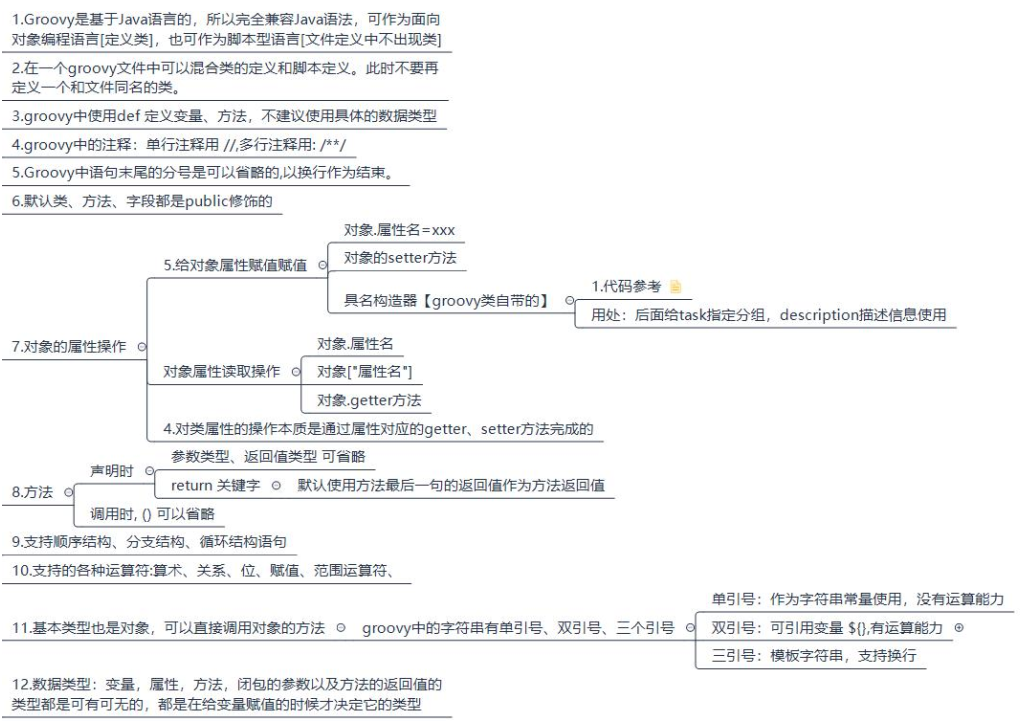 1.Groovy是基于Java语言的，所以完全兼容Java语法，可作为面向
对象编程语言[定义类]，也可作为脚本型语言[文件定义中不出现类]
2.在一个groovy文件中可以混合类的定义和脚本定义。此时不要再
定义一个和文件同名的类。
3.groovy中使用def 定义变量、方法，不建议使用具体的数据类型
4.groovy中的注释：单行注释用 //,多行注释用: /**/
5.Groovy中语句末尾的分号是可以省略的,以换行作为结束。
6.默认类、方法、字段都是public修饰的
7.对象的属性操作
5.给对象属性赋值赋值
对象.属性名=xxx
对象的setter方法
具名构造器【groovy类自带的】
1.代码参考
用处：后面给task指定分组，description描述信息使用
对象属性读取操作
对象.属性名
对象["属性名"]
对象.getter方法
4.对类属性的操作本质是通过属性对应的getter、setter方法完成的
8.方法
声明时
参数类型、返回值类型 可省略
return 关键字
默认使用方法最后一句的返回值作为方法返回值
调用时, () 可以省略
9.支持顺序结构、分支结构、循环结构语句
10.支持的各种运算符:算术、关系、位、赋值、范围运算符、
11.基本类型也是对象，可以直接调用对象的方法
groovy中的字符串有单引号、双引号、三个引号
单引号：作为字符串常量使用，没有运算能力
双引号：可引用变量 ${},有运算能力
三引号：模板字符串，支持换行
12.数据类型：变量，属性，方法，闭包的参数以及方法的返回值的
类型都是可有可无的，都是在给变量赋值的时候才决定它的类型